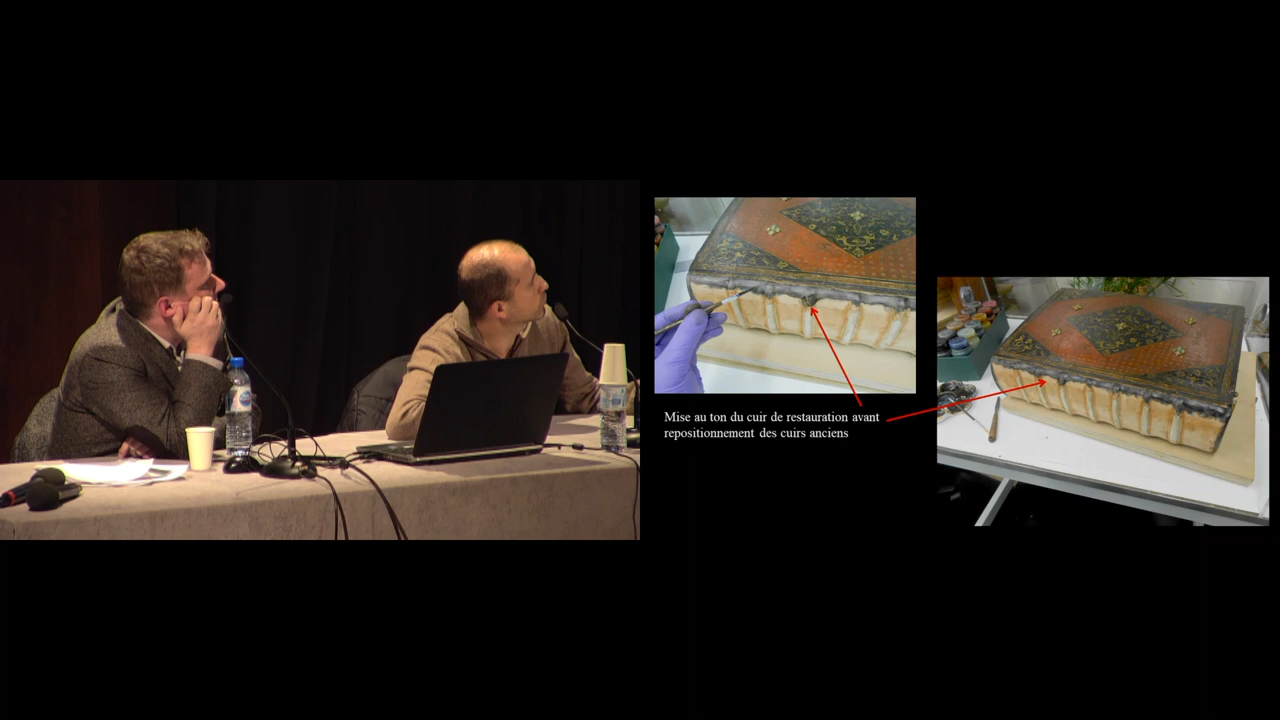 Mise au ton du cuir de restauration avant
repositionnement des cuirs anciens